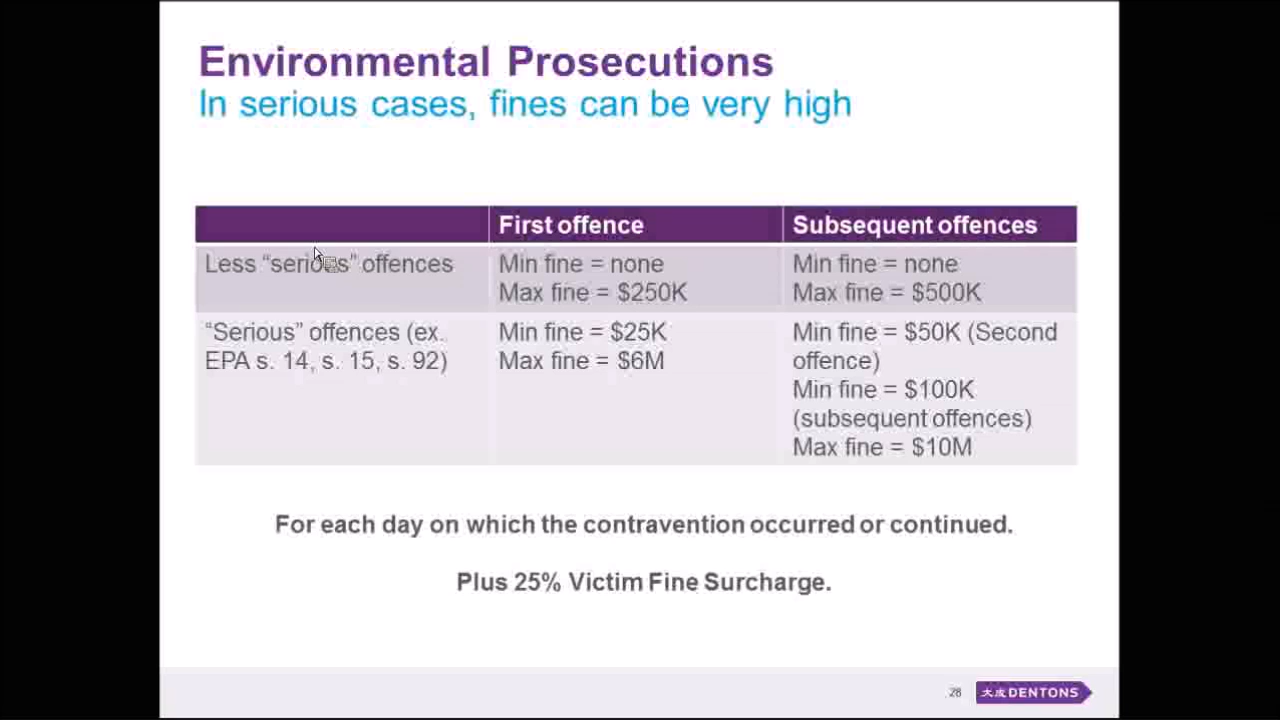 Environmental Prosecutions
In serious cases, fines can be very high
First offence
Subsequent offences
Less “serious” offences
Min fine = none
Max fine = $250K
Min fine = none
Max fine = $500K
“Serious” offences (ex.
EPA s. 14, s. 15, s. 92)
Min fine = $25K
Max fine = $6M
Min fine = $50K (Second
offence)
Min fine = $100K
(subsequent offences)
Max fine = $10M
For each day on which the contravention occurred or continued.
Plus 25% Victim Fine Surcharge.
28
大成 DENTONS